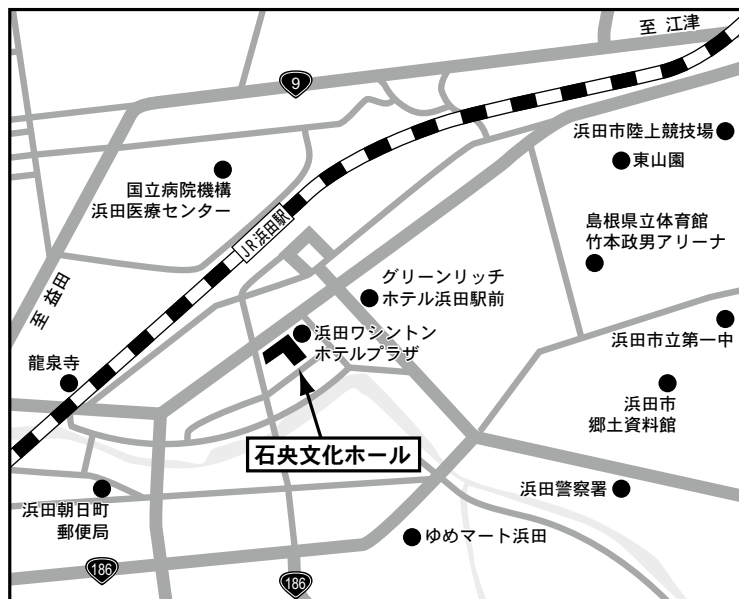 至 江津
9
浜田市陸上競技場
東山園
国立病院機構
浜田医療センター
JR浜田駅
島根県立体育館
竹本政男アリーナ
至 益田
グリーンリッチ
ホテル浜田駅前
浜田ワシントン
ホテルプラザ
浜田市立第一中
龍泉寺
浜田市
郷土資料館
石央文化ホール
浜田朝日町
郵便局
浜田警察署
ゆめマート浜田
186
186